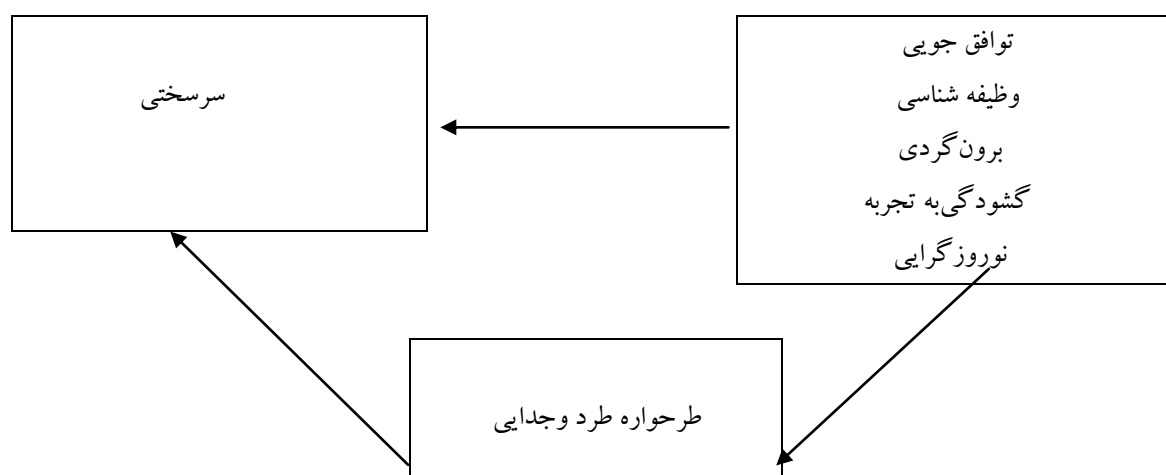 توافق جویی
وظیفه شناسی
برون‌گردی
گشودگی‌به تجربه
نوروزگرایی
سرسختی
طرحواره طرد وجدایی